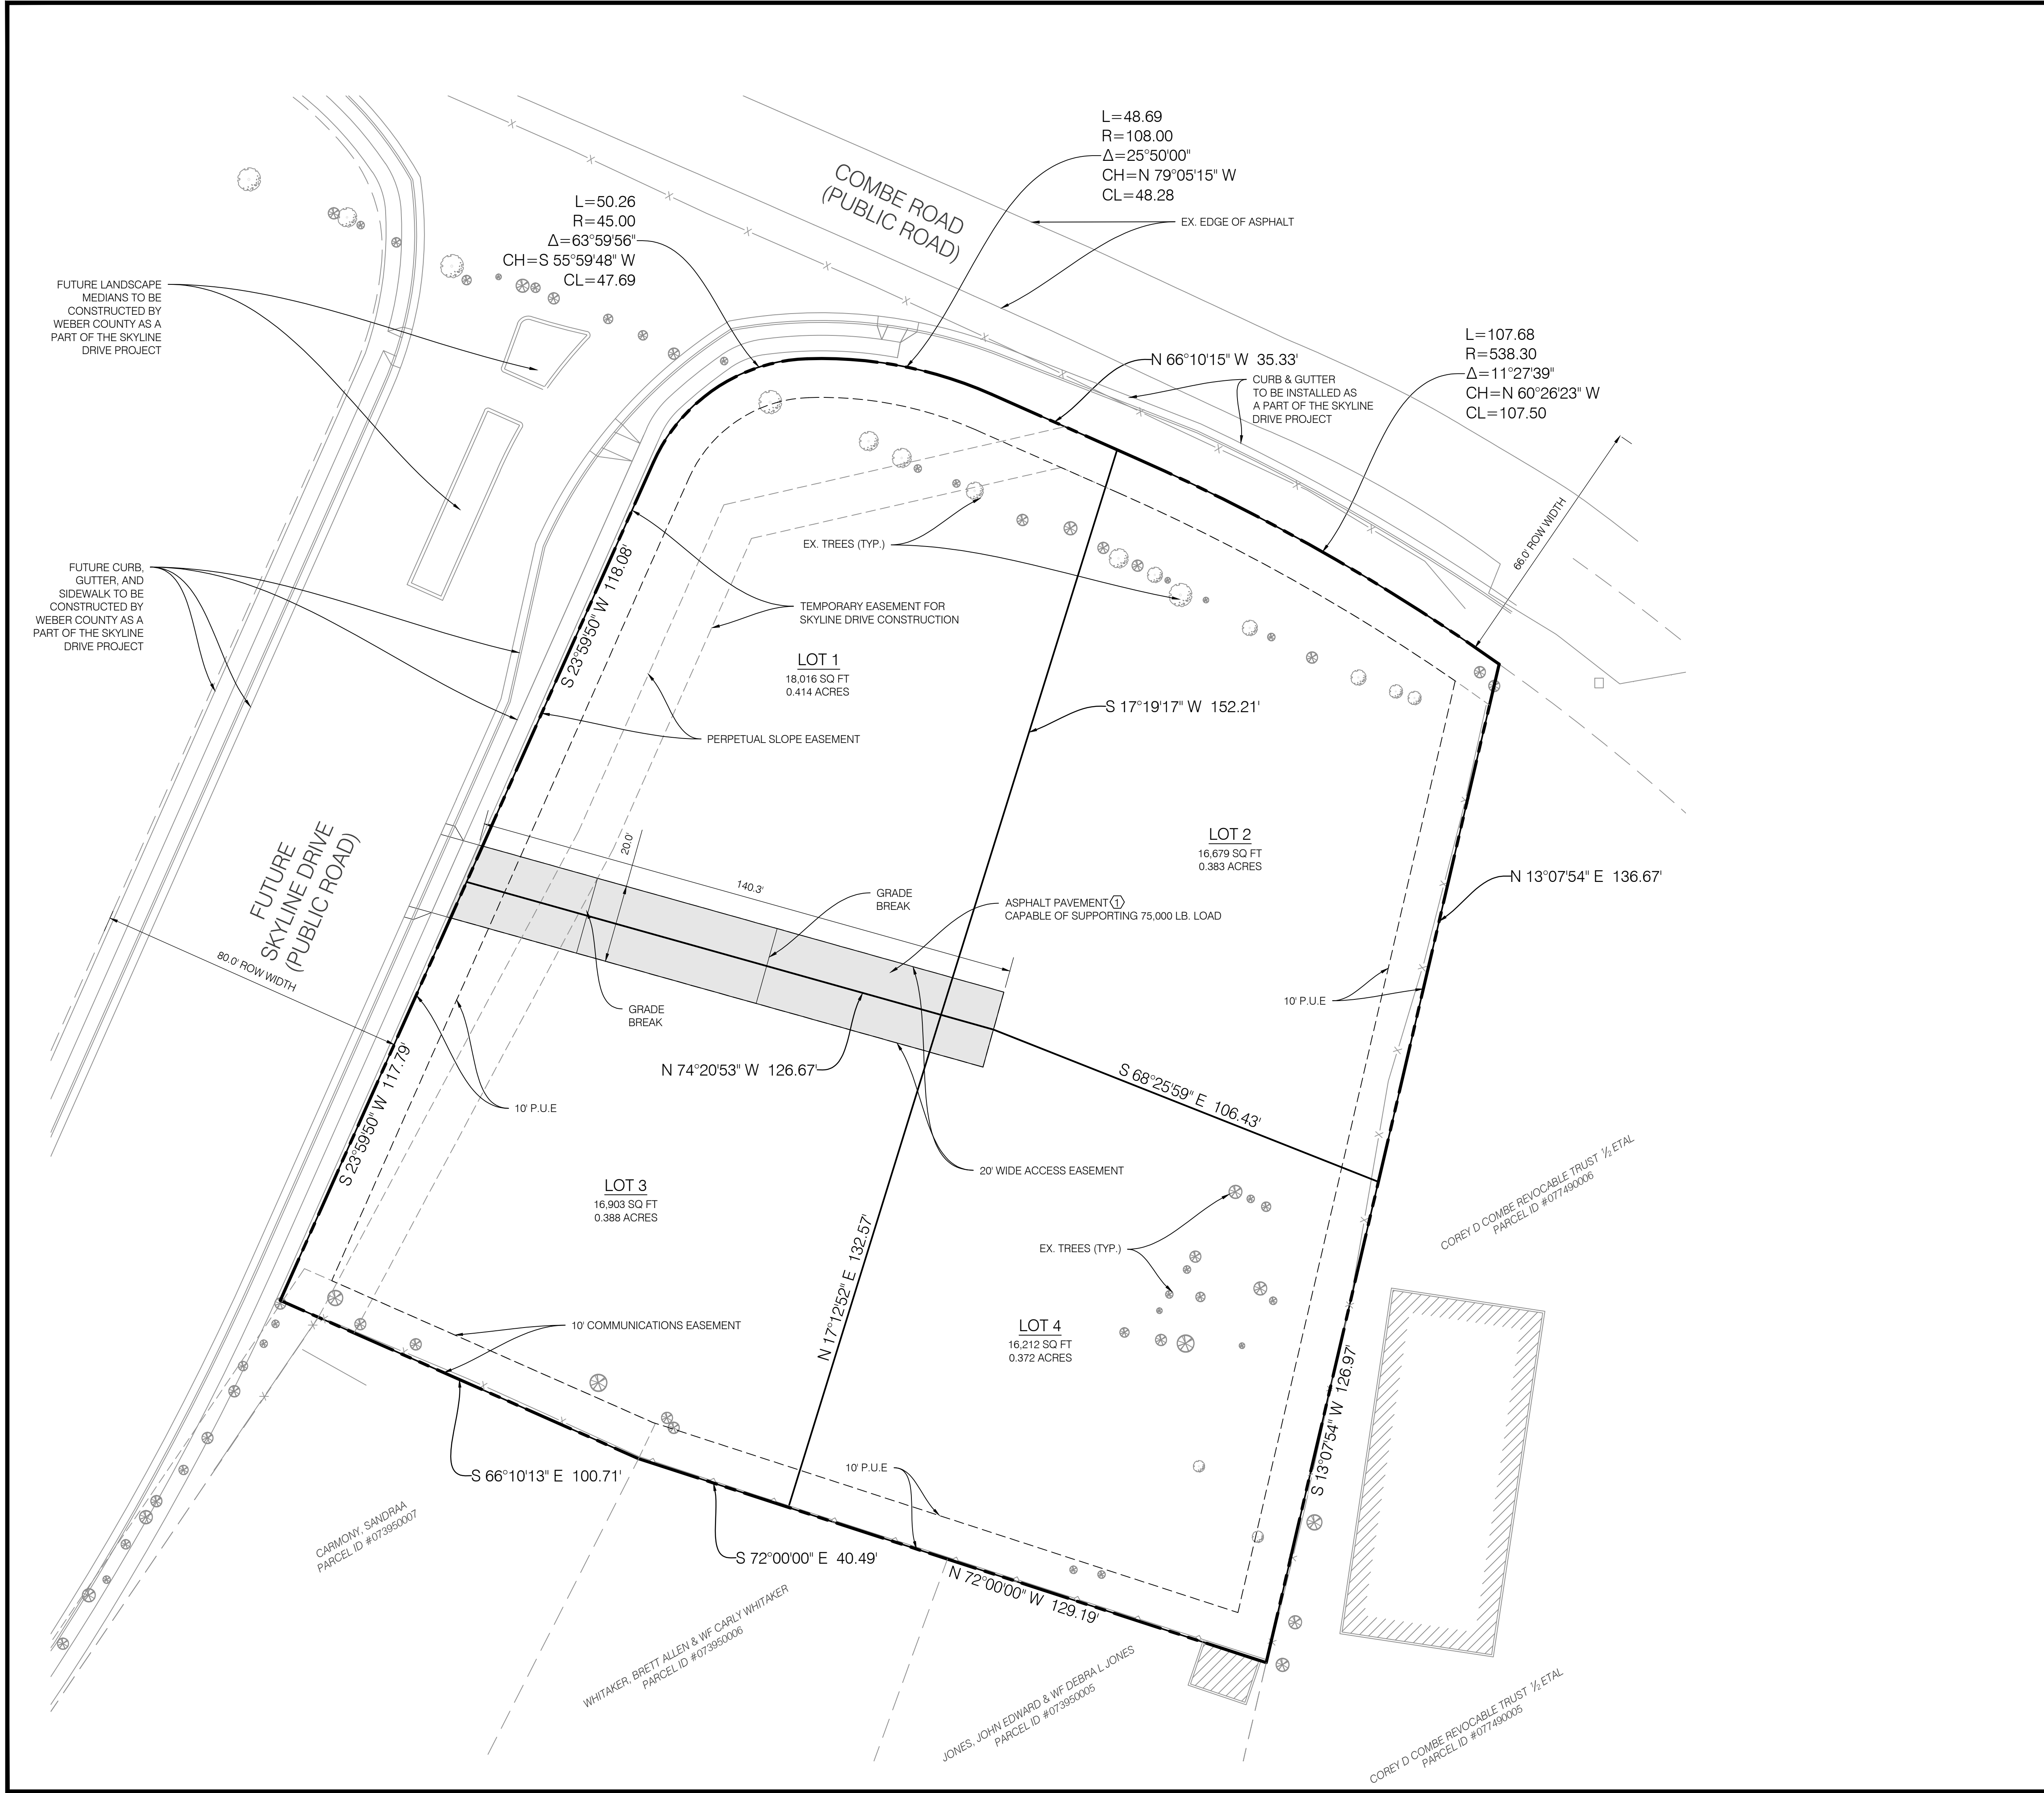 L=48.69
R=108.00
Δ=25°50'00"
CH=N 79°05'15" W
CL=48.28
COMBE ROAD
(PUBLIC ROAD)
EX. EDGE OF ASPHALT
L=50.26
R=45.00
Δ=63°59'56"
CH=S 55°59'48" W
CL=47.69
FUTURE LANDSCAPE
MEDIANS TO BE
CONSTRUCTED BY
WEBER COUNTY AS A
PART OF THE SKYLINE
DRIVE PROJECT
L=107.68
R=538.30
Δ=11°27'39"
CH=N 60°26'23" W
CL=107.50
N 66°10'15" W 35.33'
CURB & GUTTER
TO BE INSTALLED AS
A PART OF THE SKYLINE
DRIVE PROJECT
66.0' ROW WIDTH
EX. TREES (TYP.)
FUTURE CURB,
GUTTER, AND
SIDEWALK TO BE
CONSTRUCTED BY
WEBER COUNTY AS A
PART OF THE SKYLINE
DRIVE PROJECT
S 23°59'50" W 118.08'
TEMPORARY EASEMENT FOR
SKYLINE DRIVE CONSTRUCTION
LOT 1
18,016 SQ FT
0.414 ACRES
S 17°19'17" W 152.21'
PERPETUAL SLOPE EASEMENT
LOT 2
16,679 SQ FT
0.383 ACRES
N 13°07'54" E 136.67'
FUTURE
SKYLINE DRIVE
(PUBLIC ROAD)
20.0'
140.3'
GRADE
BREAK
ASPHALT PAVEMENT 1
CAPABLE OF SUPPORTING 75,000 LB. LOAD
80.0' ROW WIDTH
GRADE
BREAK
10' P.U.E
N 74°20'53" W 126.67'
S 68°25'59" E 106.43'
S 23°59'50" W 117.79'
10' P.U.E
20' WIDE ACCESS EASEMENT
LOT 3
16,903 SQ FT
0.388 ACRES
COREY D COMBE REVOCABLE TRUST 1/2 ETAL
PARCEL ID #077490006
N 17°12'52" E 132.57'
EX. TREES (TYP.)
10' COMMUNICATIONS EASEMENT
LOT 4
16,212 SQ FT
0.372 ACRES
S 13°07'54" W 126.97'
S 66°10'13" E 100.71'
10' P.U.E
CARMONY, SANDRAA
PARCEL ID #073950007
S 72°00'00" E 40.49'
N 72°00'00" W 129.19'
WHITAKER, BRETT ALLEN & WF CARLY WHITAKER
PARCEL ID #073950006
JONES, JOHN EDWARD & WF DEBRA L JONES
PARCEL ID #073950005
COREY D COMBE REVOCABLE TRUST 1/2 ETAL
PARCEL ID #077490005